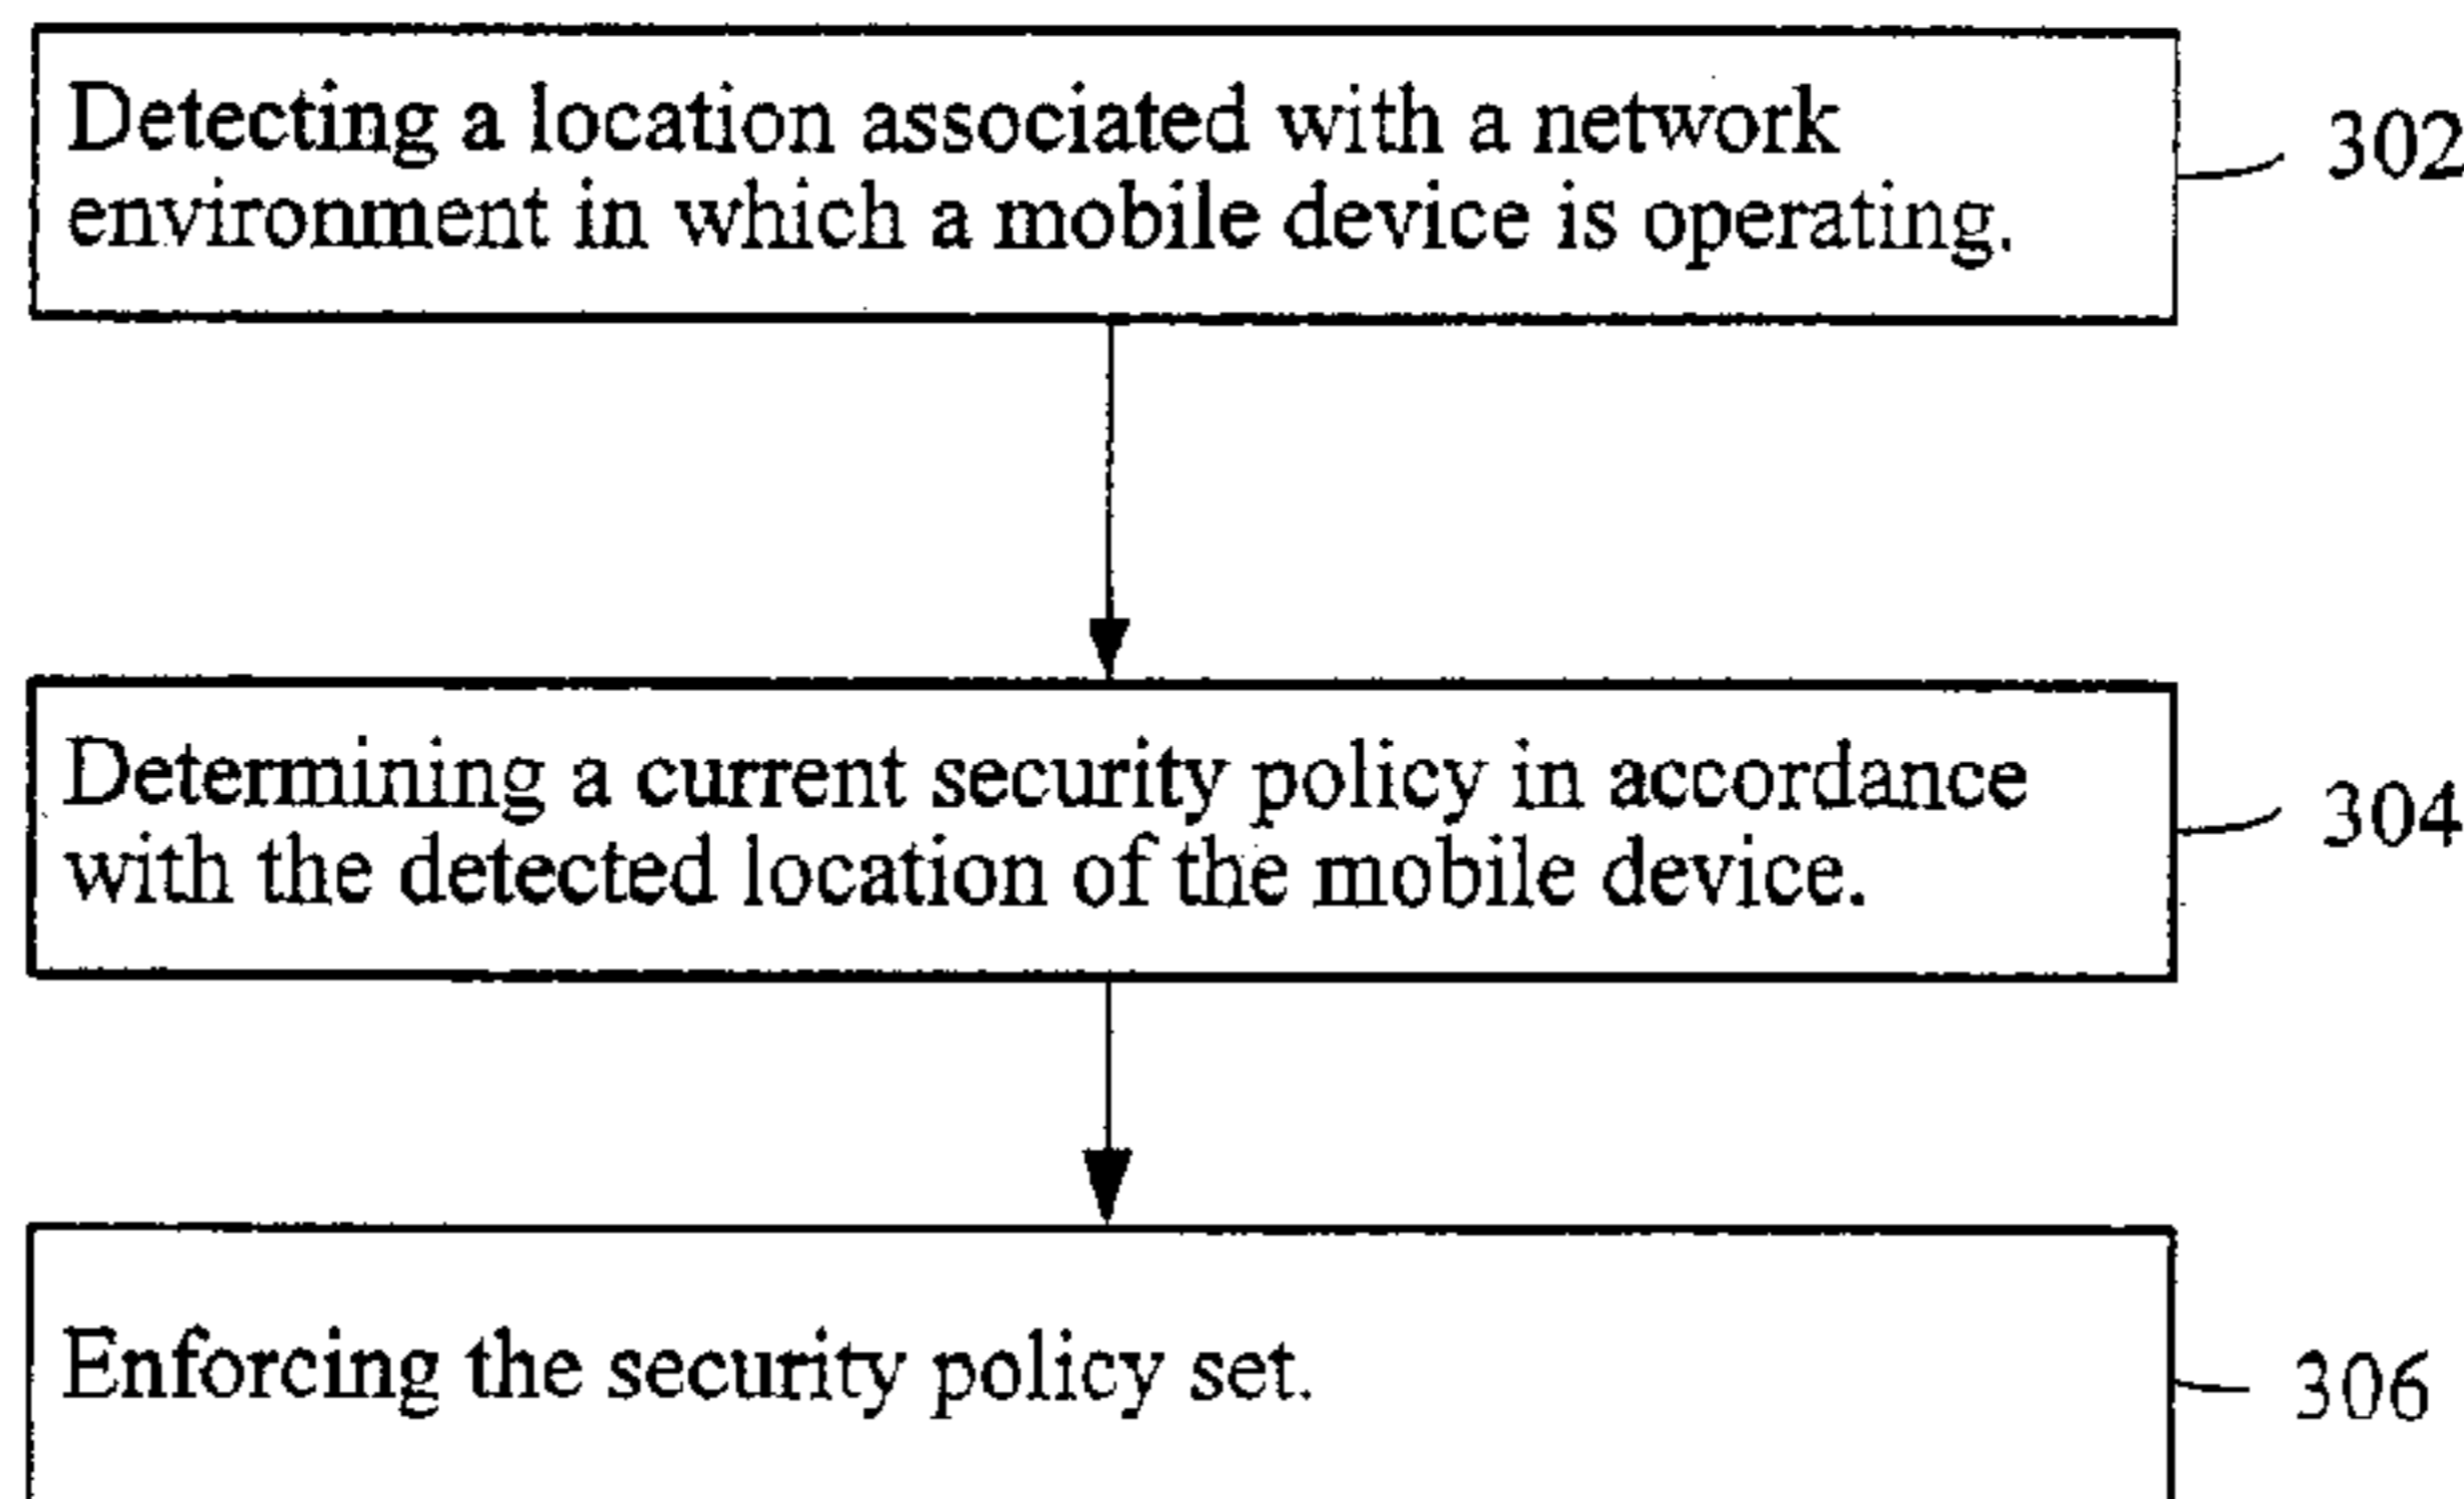 Detecting a location associated with a network
environment in which a mobile device is operating.
302
Determining a current security policy in accordance
with the detected location of the mobile device.
304
Enforcing the security policy set.
306